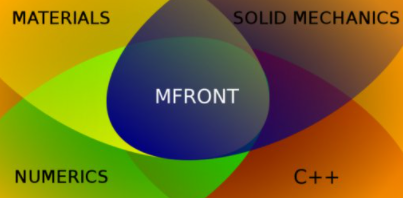 MATERIALS
SOLID MECHANICS
MFRONT
NUMERICS
C++